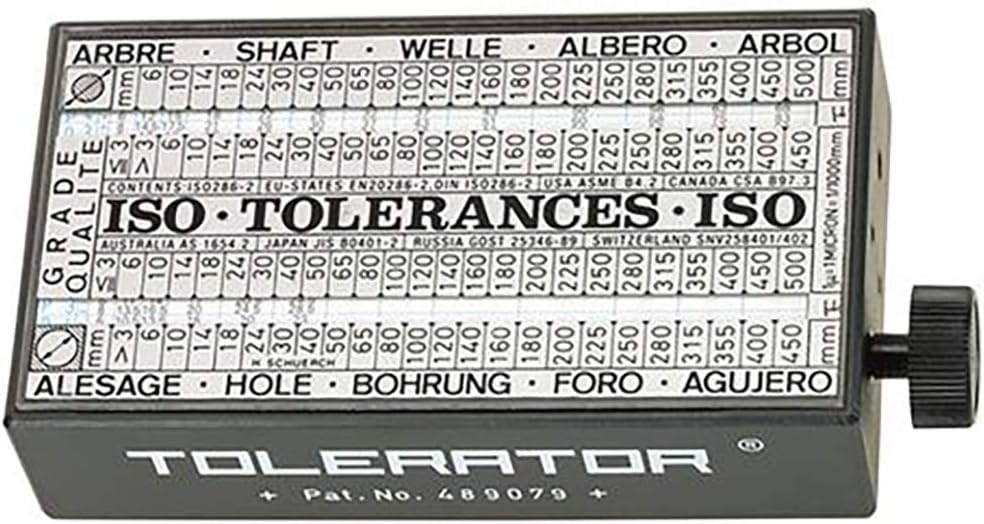 ARBRE · SHAFT · WELLE · ALBERO · ARBOL
mm 6 10 14 18 24 30 40 50 65 80 100 120 140 160 180 200 225 250 280 315 355 400 450 500 mm
GRADE
QUALITE
3 > 3 6 10 14 18 24 30 40 50 65 80 100 120 140 160 180 200 225 250 280 315 355 400 450
CONTENTS:ISO286-2 EU-STATES EN20286-2,DIN ISO286-2 USA ASME B4.2 CANADA CSA B97.3
ISO · TOLERANCES · ISO
AUSTRALIA AS 1654.2 JAPAN JIS B0401-2 RUSSIA GOST 25346-89 SWITZERLAND SNV258401/402
1µ=1MICRON=1/1000mm
3 6 10 14 18 24 30 40 50 65 80 100 120 140 160 180 200 225 250 280 315 355 400 450 500
mm > 3 6 10 14 18 24 30 40 50 65 80 100 120 140 160 180 200 225 250 280 315 355 400 450 mm
H. SCHUERCH
ALESAGE · HOLE · BOHRUNG · FORO · AGUJERO
TOLERATOR ®
+ Pat. No. 489079 +